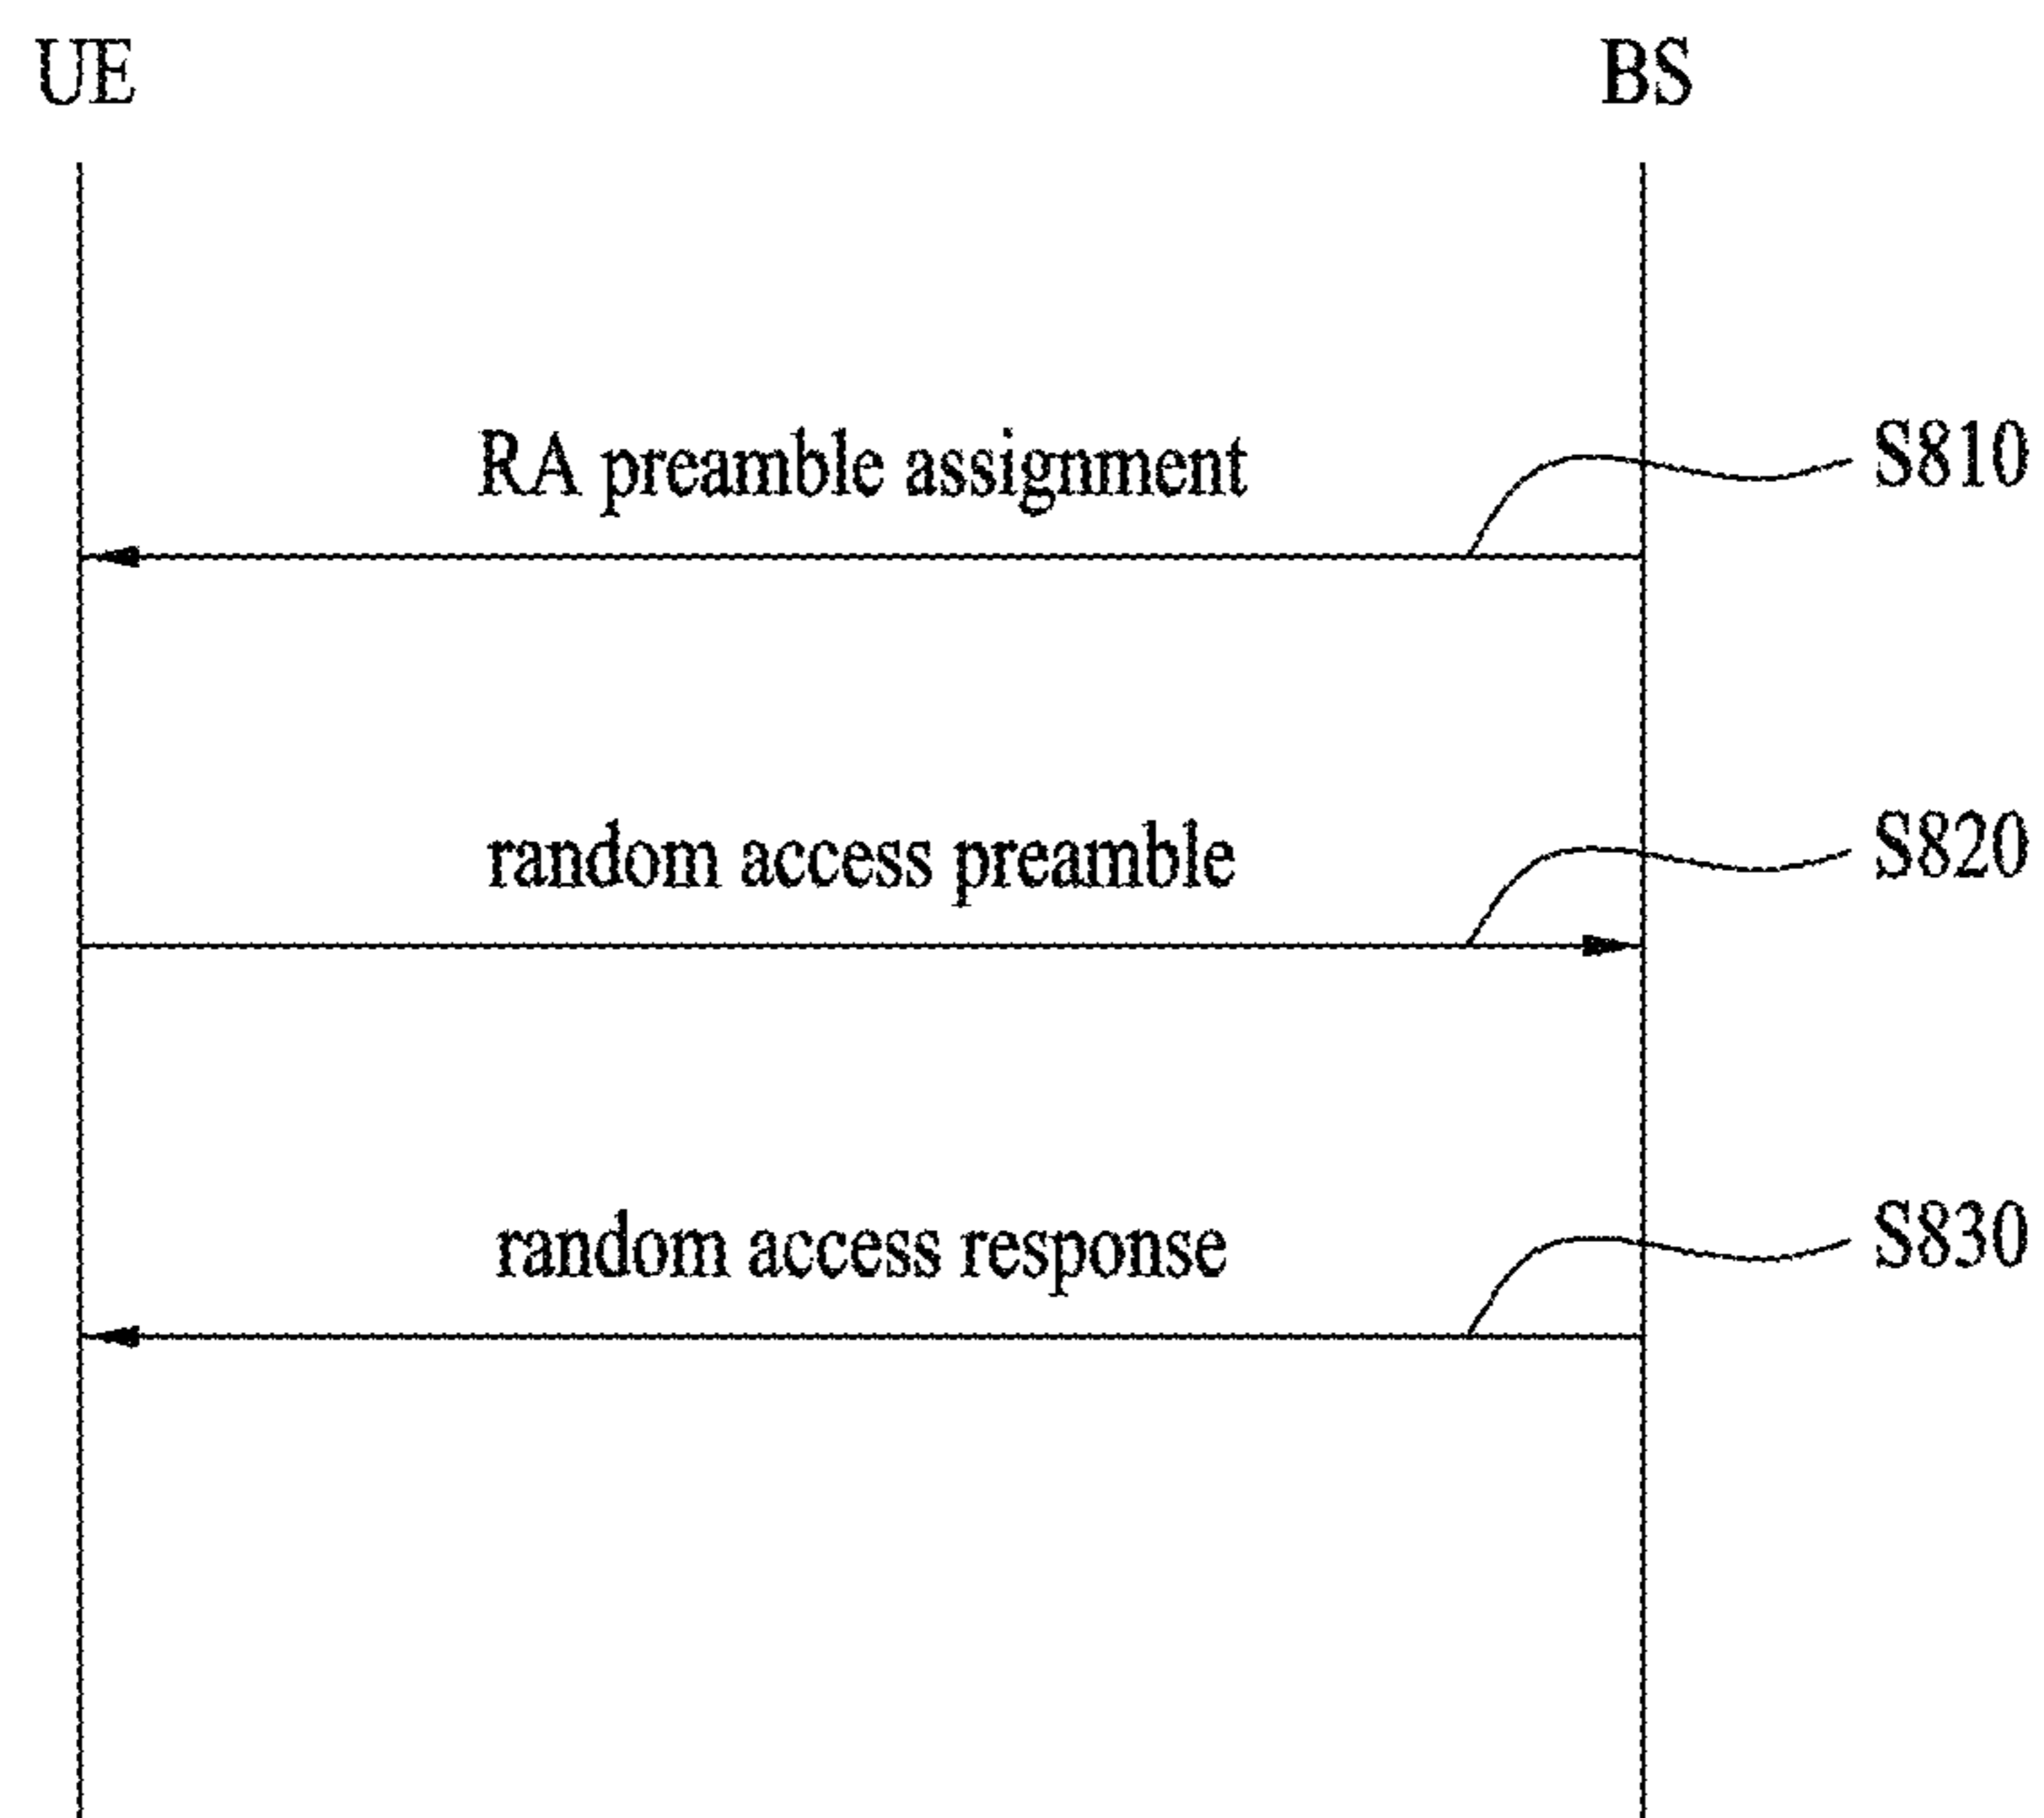 UE BS
RA preamble assignment S810
random access preamble S820
random access response S830